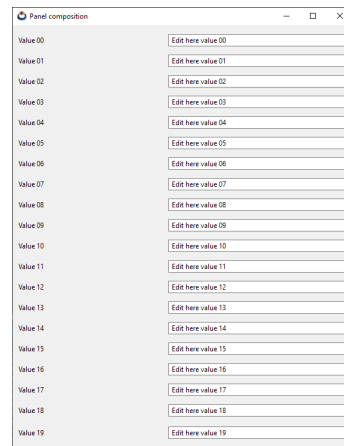 Panel composition
Value 00 Edit here value 00
Value 01 Edit here value 01
Value 02 Edit here value 02
Value 03 Edit here value 03
Value 04 Edit here value 04
Value 05 Edit here value 05
Value 06 Edit here value 06
Value 07 Edit here value 07
Value 08 Edit here value 08
Value 09 Edit here value 09
Value 10 Edit here value 10
Value 11 Edit here value 11
Value 12 Edit here value 12
Value 13 Edit here value 13
Value 14 Edit here value 14
Value 15 Edit here value 15
Value 16 Edit here value 16
Value 17 Edit here value 17
Value 18 Edit here value 18
Value 19 Edit here value 19